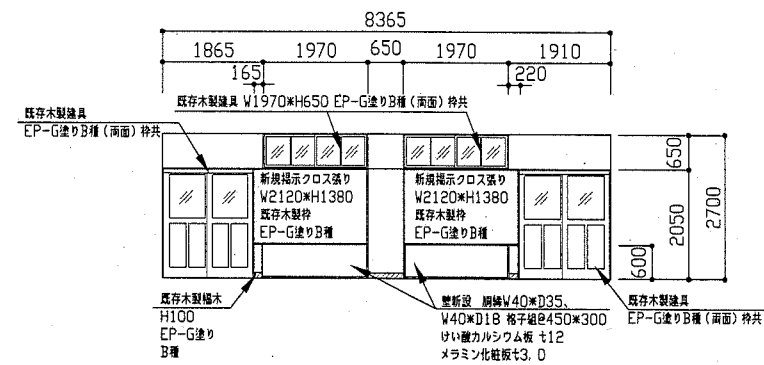 8365
1865 1970 650 1970 1910
165 220
既存木製建具 W1970*H650 EP-G塗りB種(両面)枠共
既存木製建具
EP-G塗りB種(両面)枠共
新規掲示クロス張り
W2120*H1380
既存木製枠
EP-G塗りB種
新規掲示クロス張り
W2120*H1380
既存木製枠
EP-G塗りB種
650
2050
2700
600
既存木製幅木
H100
EP-G塗り
B種
壁新設 胴縁W40*D35、
W40*D18 格子組@450*300
けい酸カルシウム板 t12
メラミン化粧板t3.0
既存木製建具
EP-G塗りB種(両面)枠共